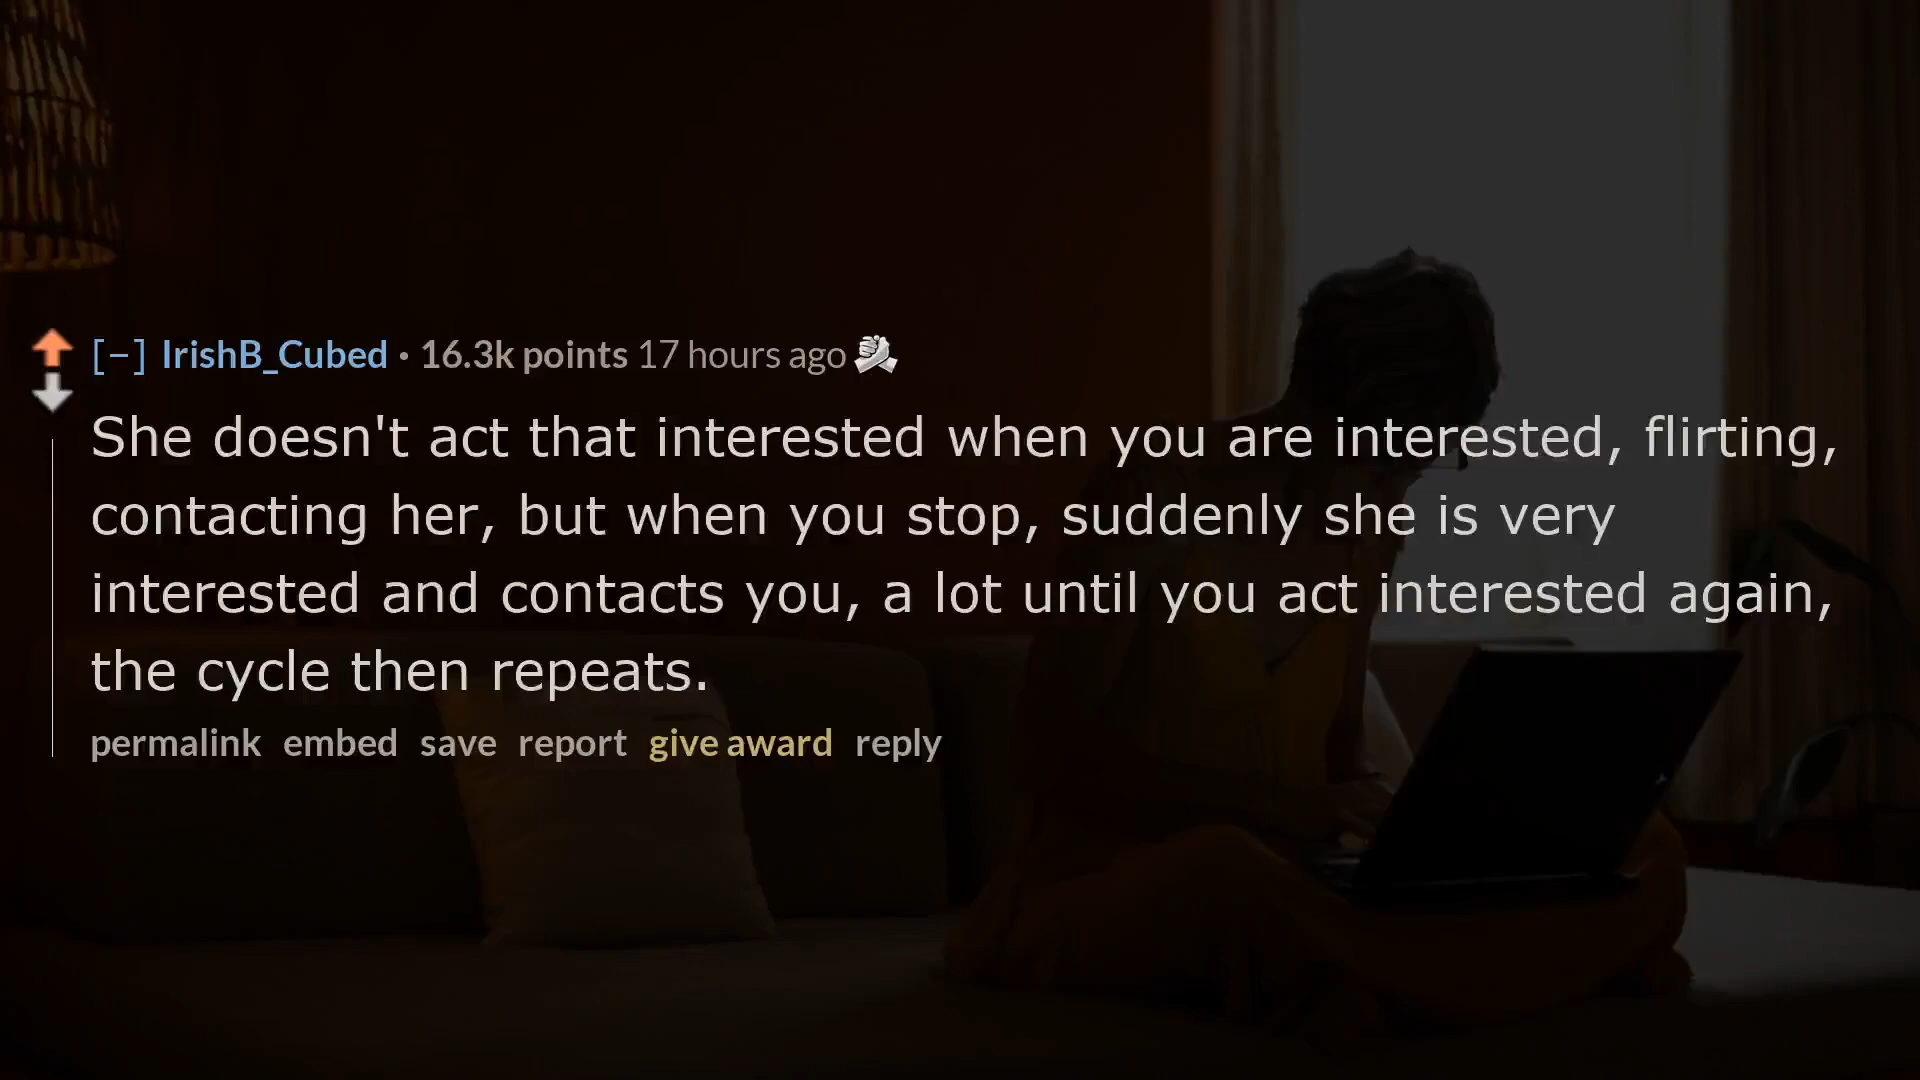 [–] IrishB_Cubed · 16.3k points 17 hours ago
She doesn't act that interested when you are interested, flirting,
contacting her, but when you stop, suddenly she is very
interested and contacts you, a lot until you act interested again,
the cycle then repeats.
permalink embed save report give award reply